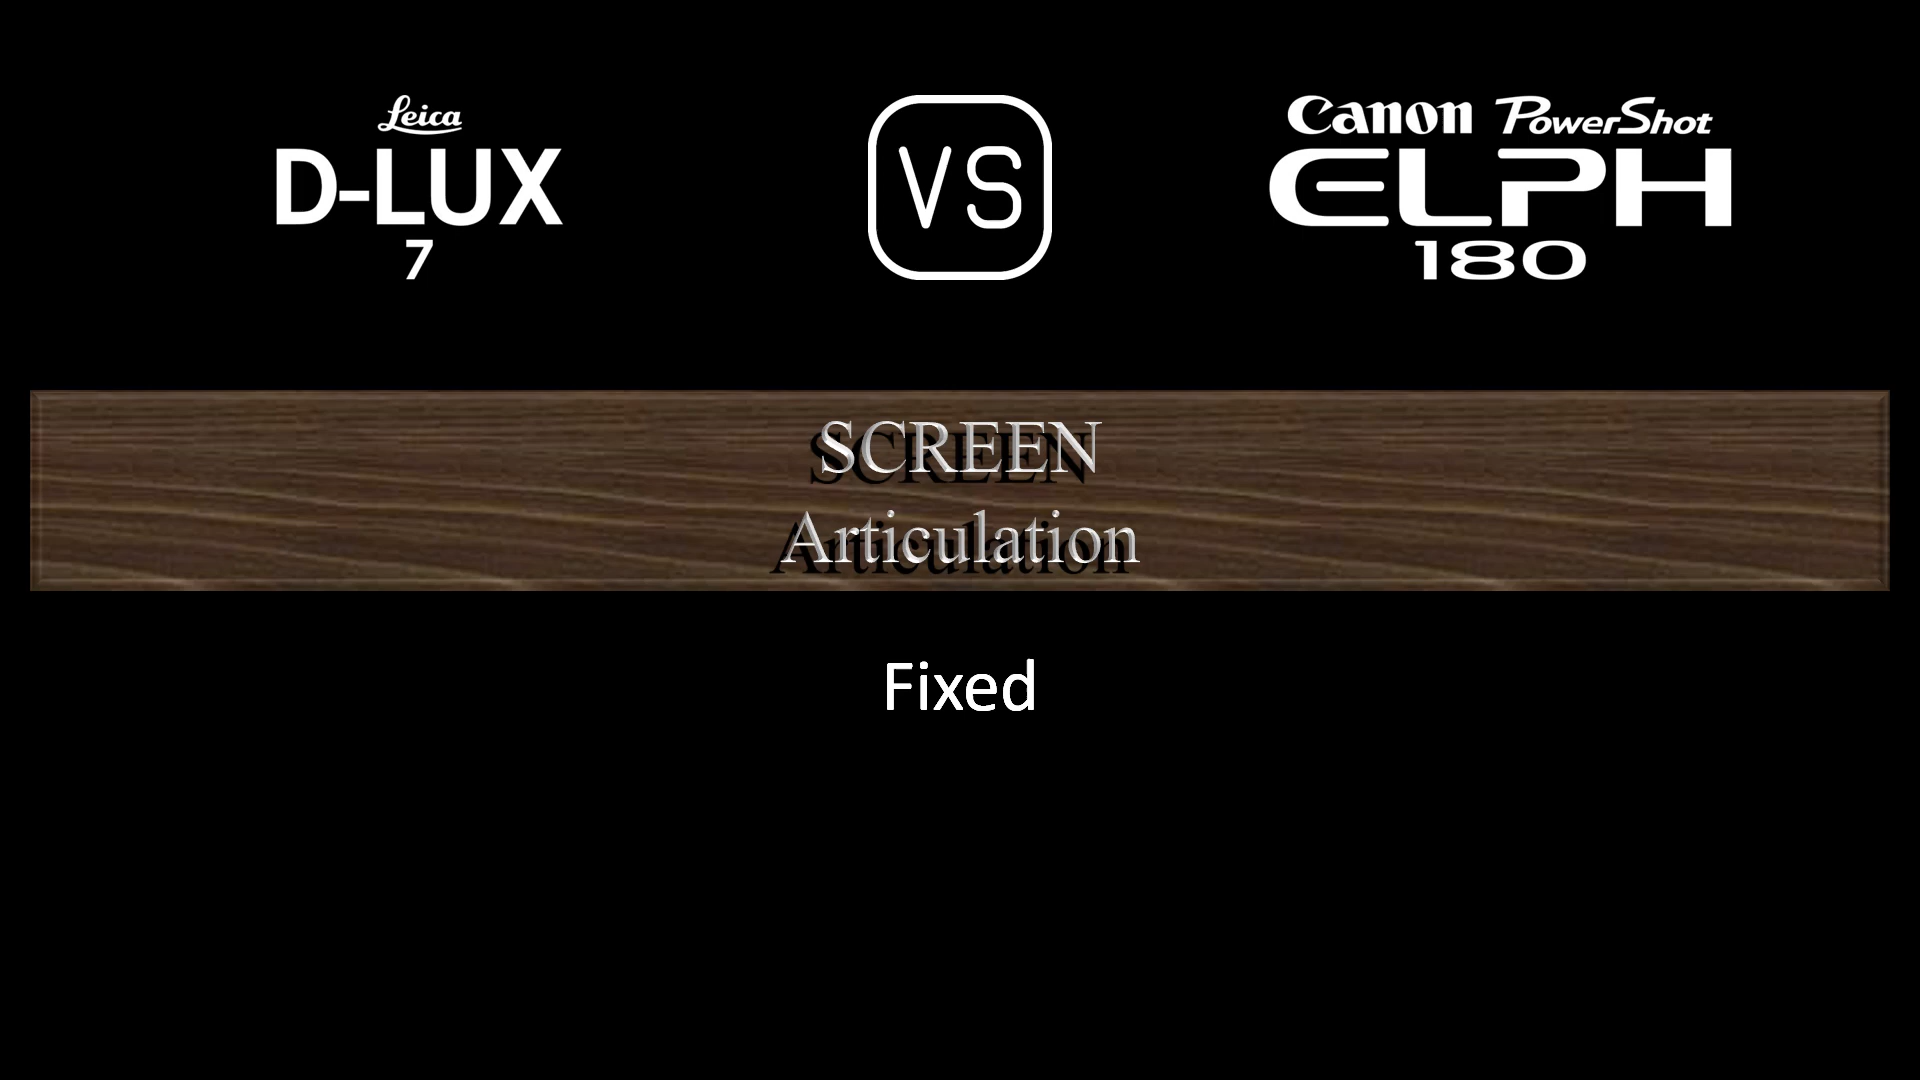 Leica
D-LUX
7
VS
Canon PowerShot
ELPH
180
SCREEN
Articulation
Fixed